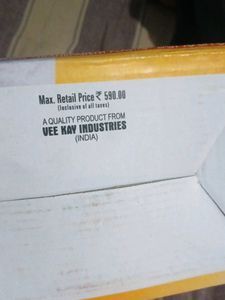 Max. Retail Price ₹ 590.00
(Inclusive of all taxes)
A QUALITY PRODUCT FROM
VEE KAY INDUSTRIES
(INDIA)